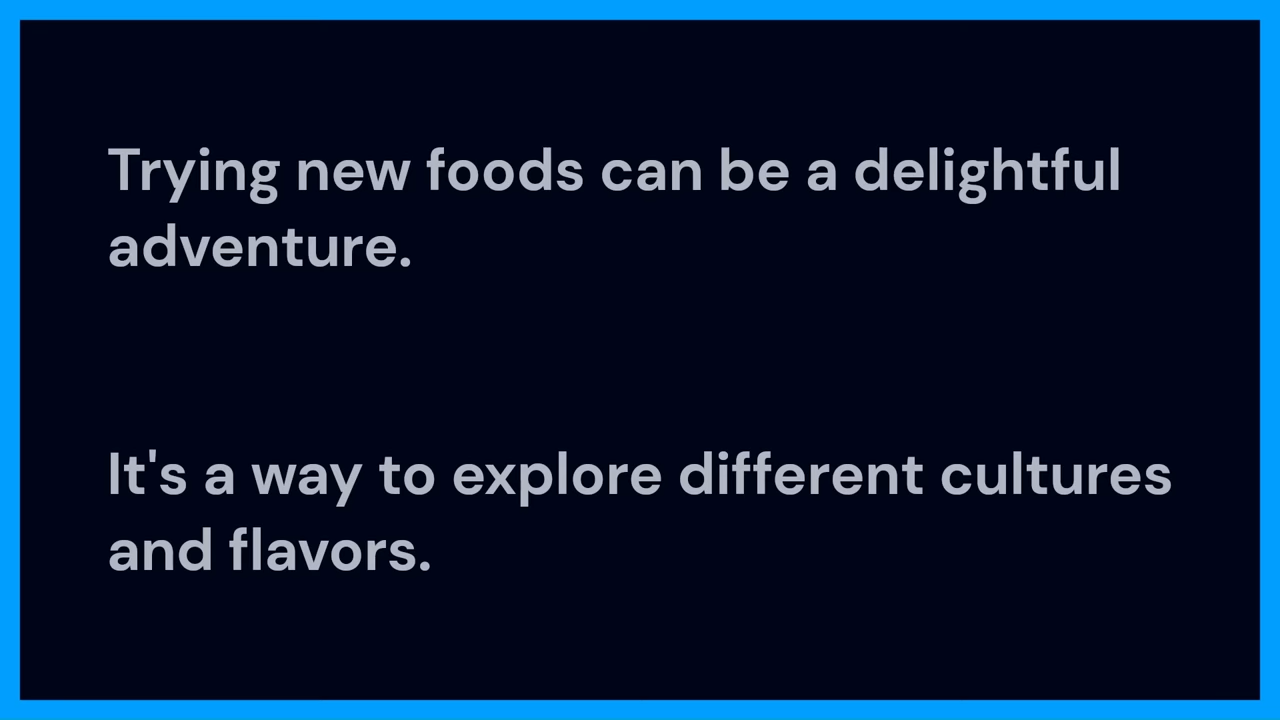 Trying new foods can be a delightful
adventure.
It's a way to explore different cultures
and flavors.